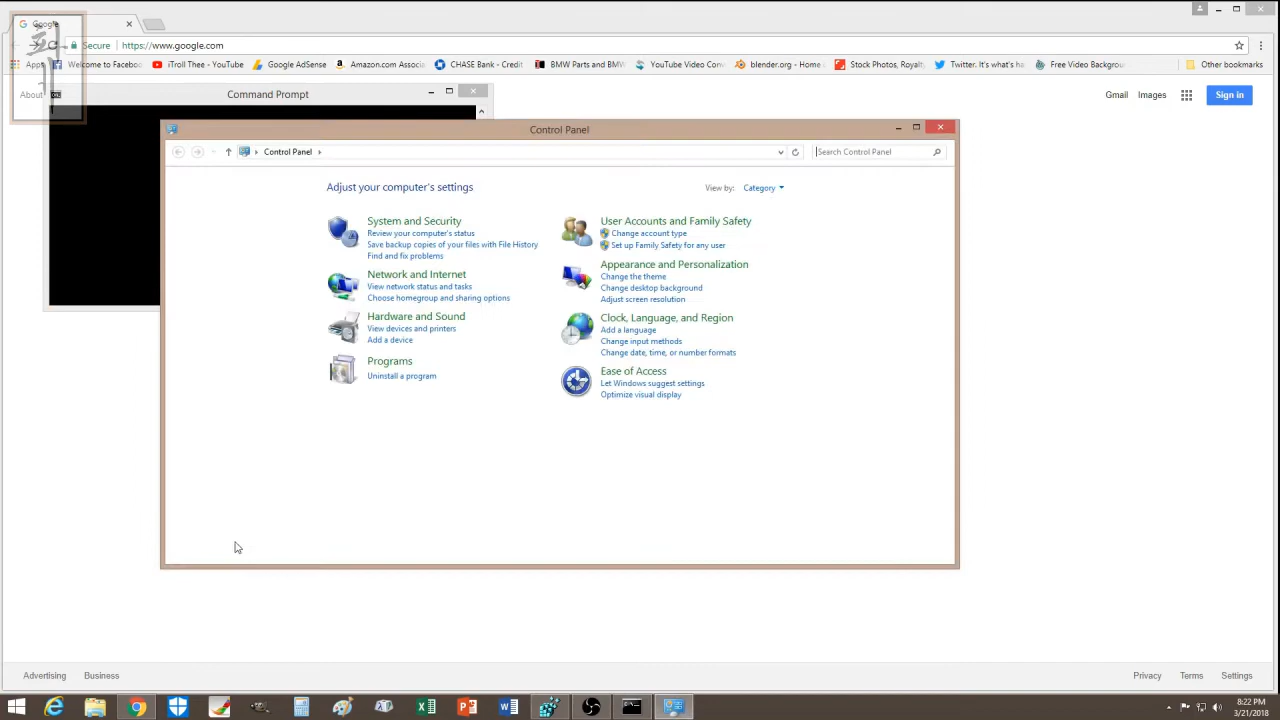 Google
Secure
https://www.google.com
Apps
Welcome to Faceboo
iTroll Thee - YouTube
Google AdSense
Amazon.com Associa
CHASE Bank - Credit
BMW Parts and BM
YouTube Video Con
blender.org - Home o
Stock Photos, Royalty
Twitter. It's what's ha
Free Video Backgrou
Other bookmarks
About
Gmail
Images
Sign in
Command Prompt
Control Panel
Control Panel
Search Control Panel
Adjust your computer's settings
View by:
Category
System and Security
Review your computer's status
Save backup copies of your files with File History
Find and fix problems
Network and Internet
View network status and tasks
Choose homegroup and sharing options
Hardware and Sound
View devices and printers
Add a device
Programs
Uninstall a program
User Accounts and Family Safety
Change account type
Set up Family Safety for any user
Appearance and Personalization
Change the theme
Change desktop background
Adjust screen resolution
Clock, Language, and Region
Add a language
Change input methods
Change date, time, or number formats
Ease of Access
Let Windows suggest settings
Optimize visual display
Advertising
Business
Privacy
Terms
Settings
8:22 PM
3/21/2018